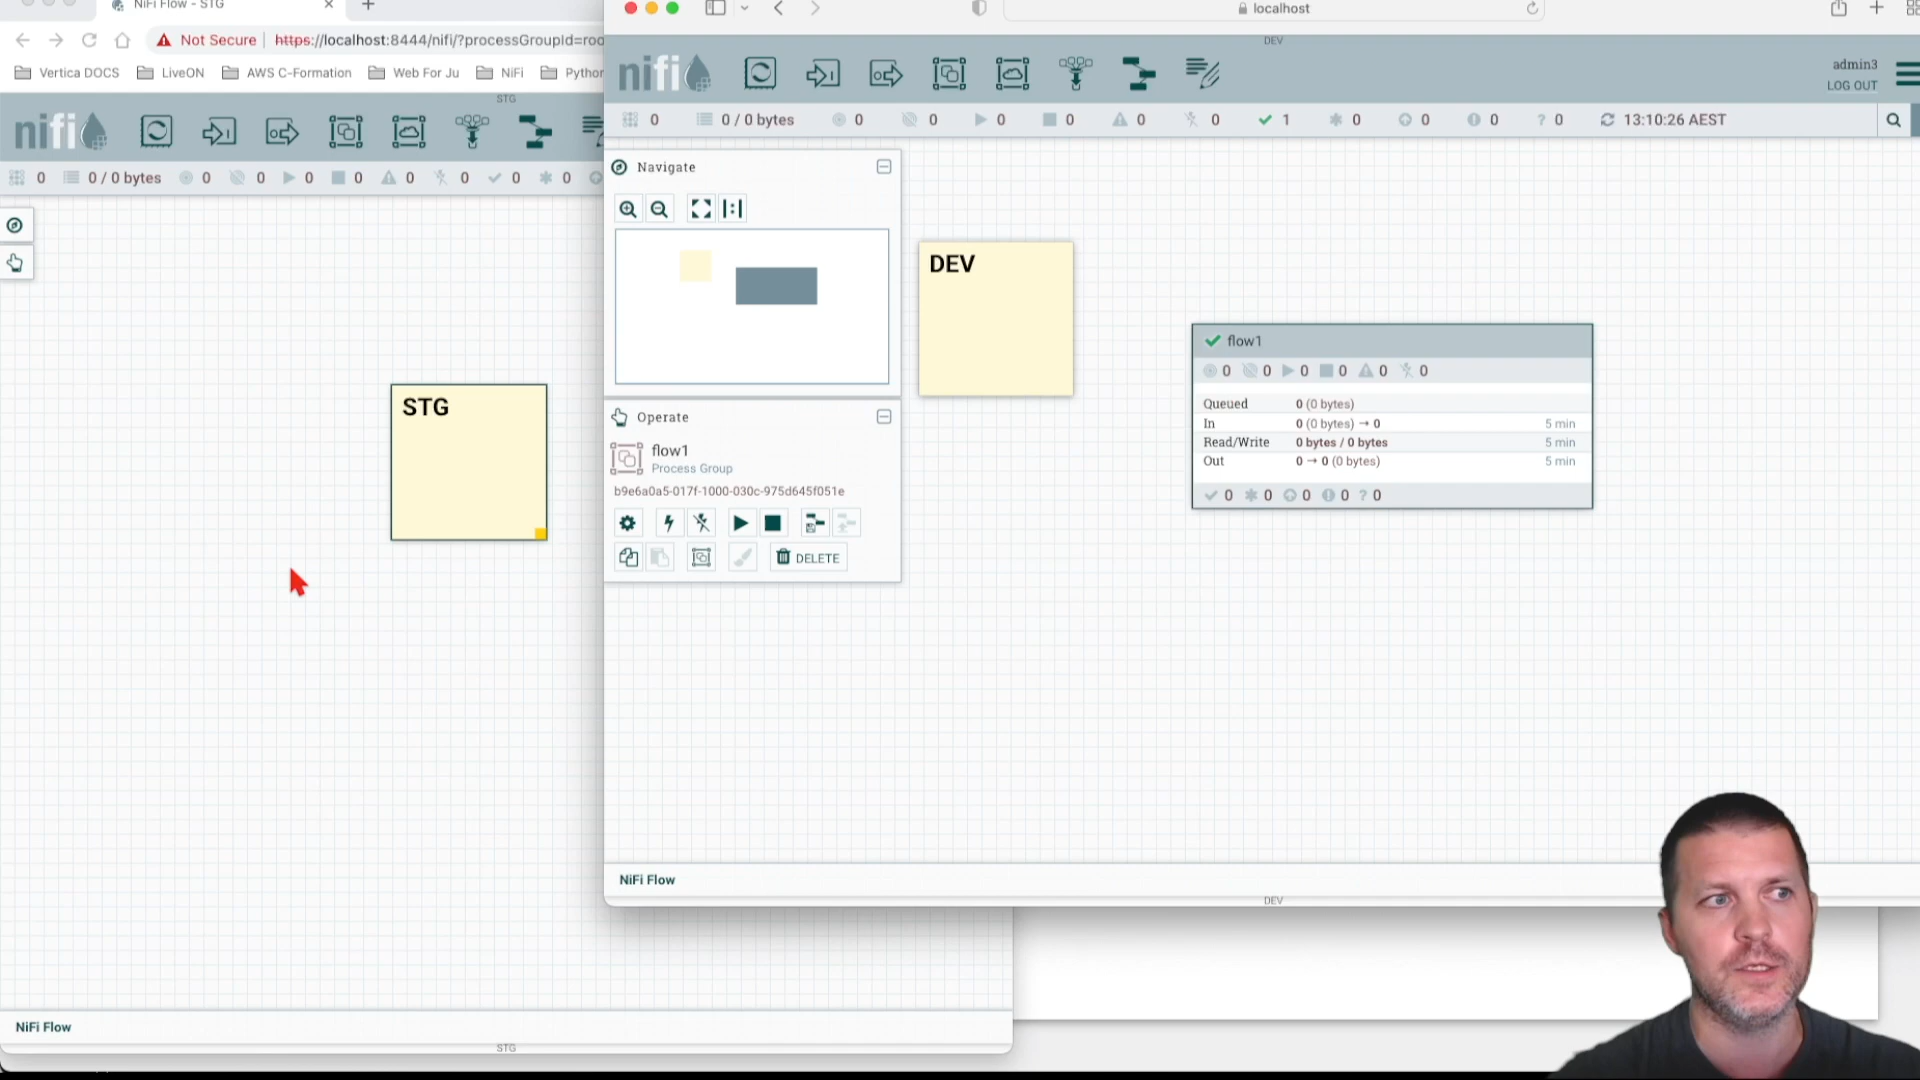 NiFi Flow - STG
Not Secure https://localhost:8444/nifi/?processGroupId=roo
Vertica DOCS LiveON AWS C-Formation Web For Ju NiFi Python
STG
nifi
0 0 / 0 bytes 0 0 0 0 0 0 0 0
STG
NiFi Flow
STG
localhost
DEV
nifi
admin3
LOG OUT
0 0 / 0 bytes 0 0 0 0 0 0 1 0 0 0 ? 0 13:10:26 AEST
Navigate
DEV
Operate
flow1
Process Group
b9e6a0a5-017f-1000-030c-975d645f051e
DELETE
flow1
0 0 0 0 0 0
Queued 0 (0 bytes)
In 0 (0 bytes) → 0 5 min
Read/Write 0 bytes / 0 bytes 5 min
Out 0 → 0 (0 bytes) 5 min
0 0 0 0 ? 0
NiFi Flow
DEV